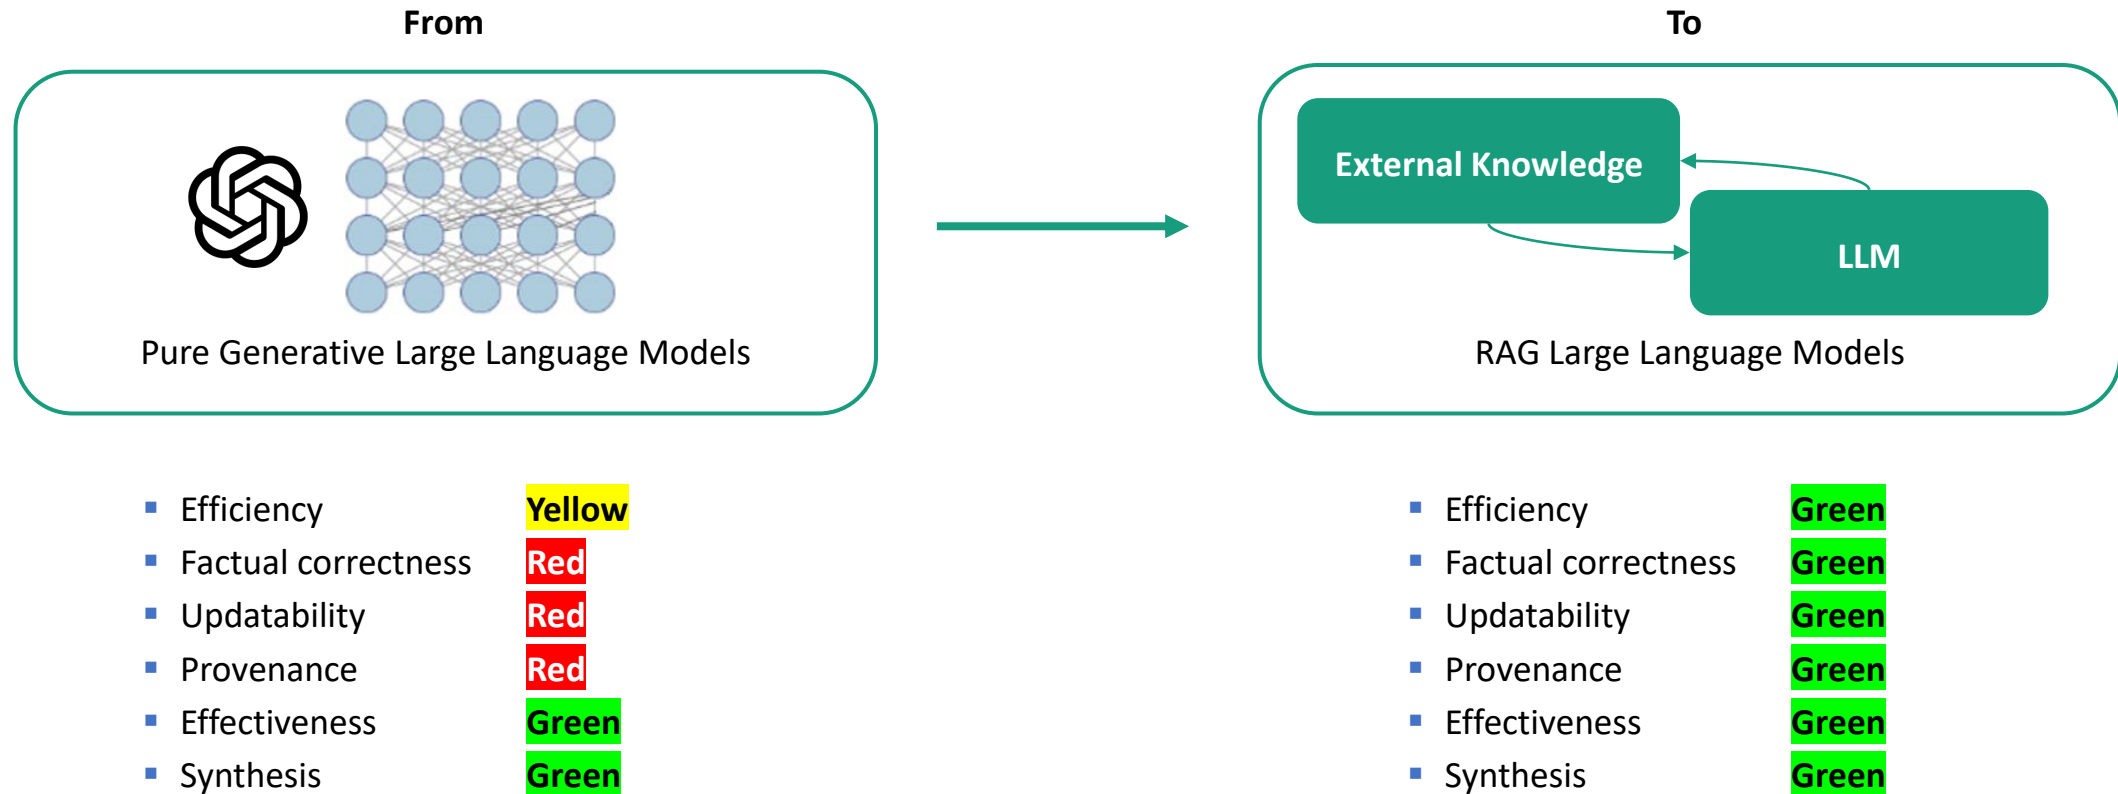 From
To
External Knowledge
LLM
Pure Generative Large Language Models
RAG Large Language Models
Efficiency Yellow
Factual correctness Red
Updatability Red
Provenance Red
Effectiveness Green
Synthesis Green
Efficiency Green
Factual correctness Green
Updatability Green
Provenance Green
Effectiveness Green
Synthesis Green